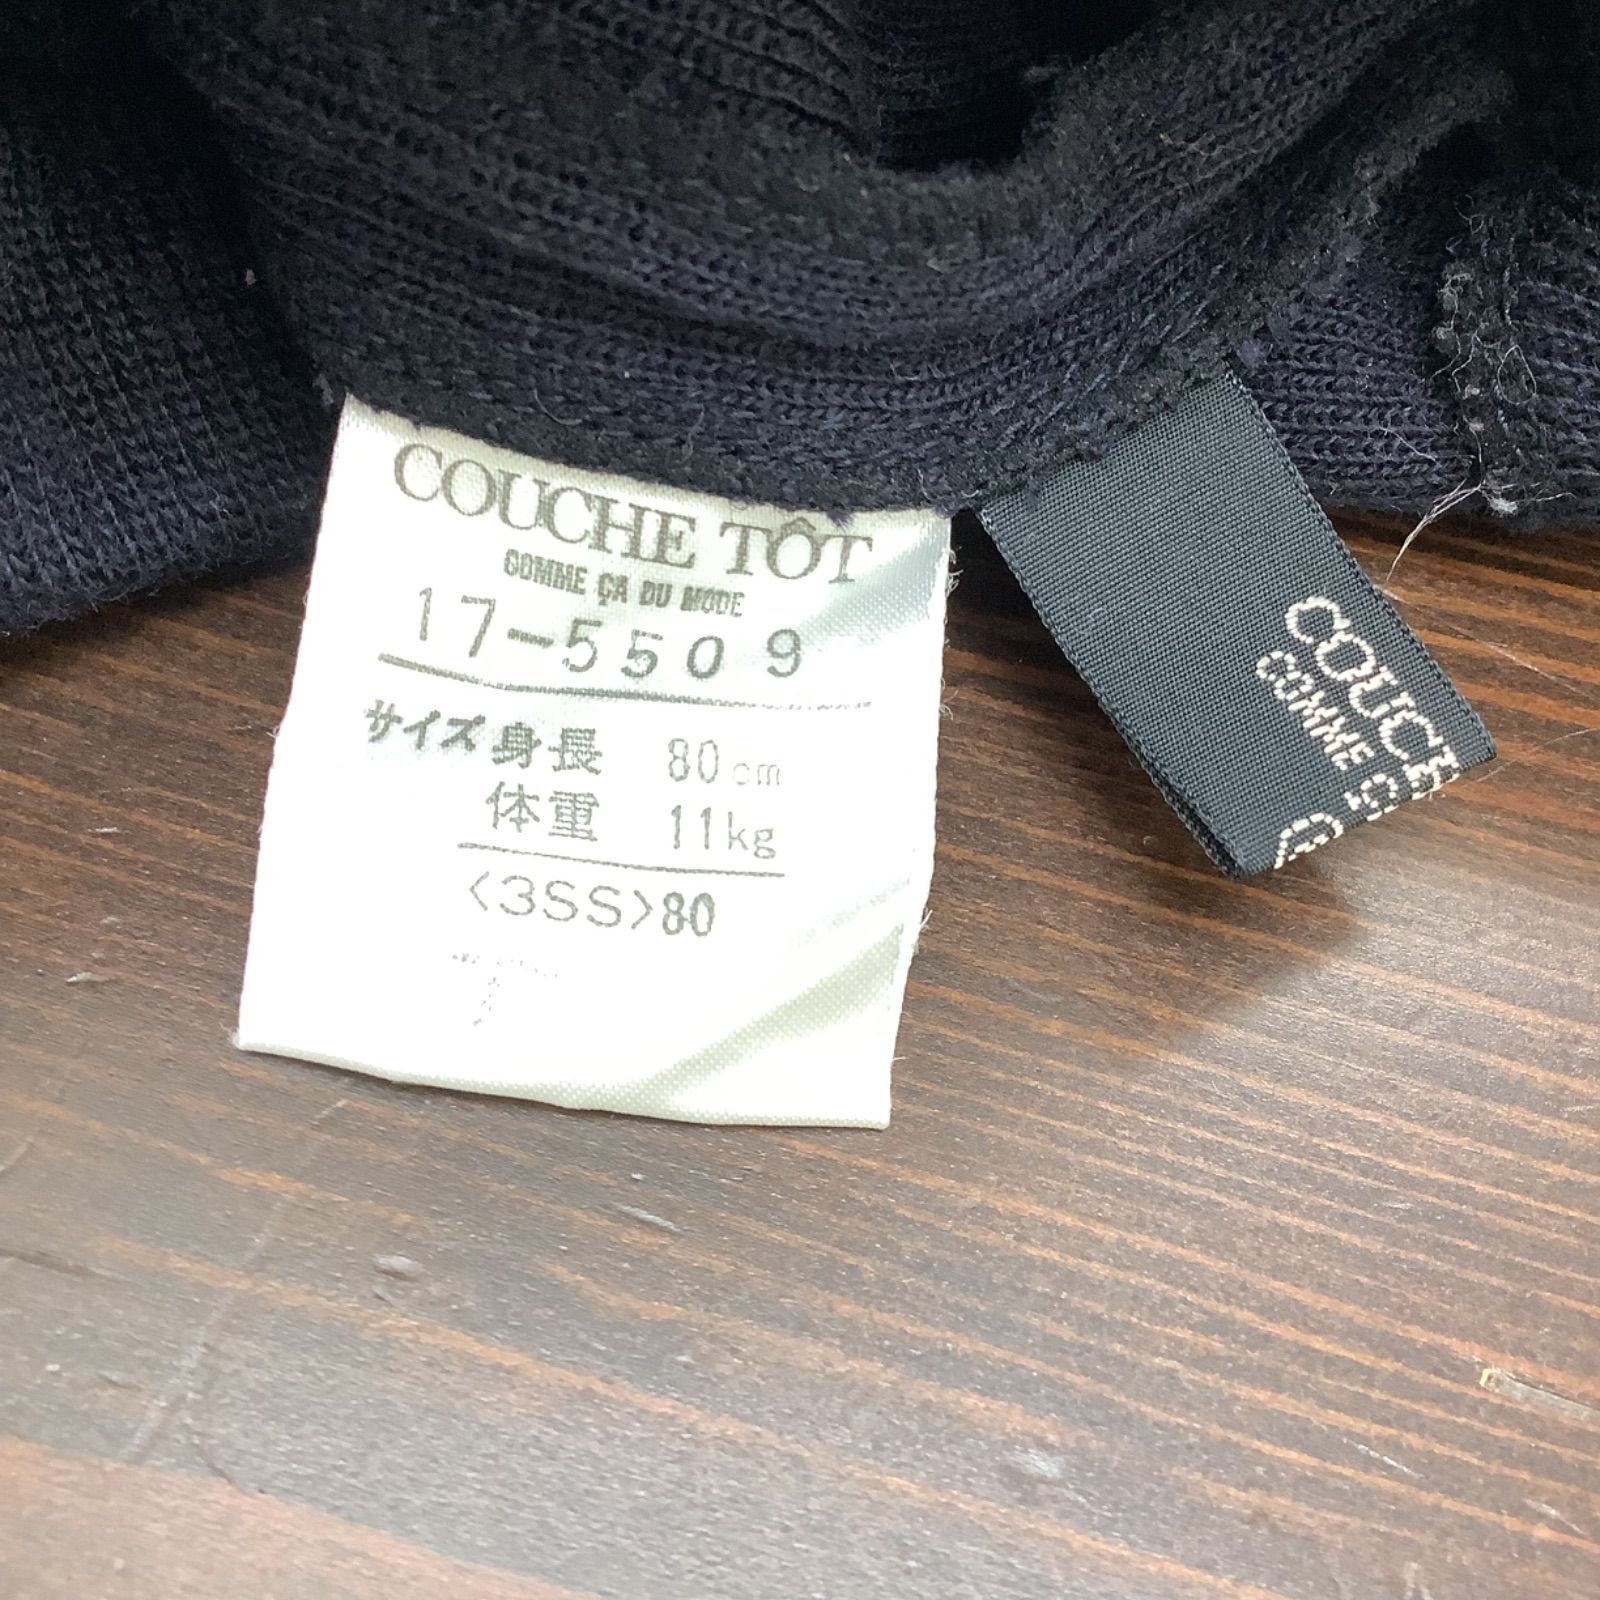 COUCHE TÔT
COMME ÇA DU MODE
17-5509
サイズ 身長 80cm
体重 11kg
<3SS>80
COUCHE
COMME Ç